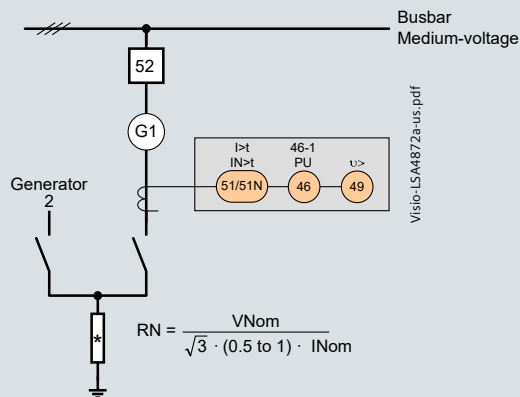 Busbar
Medium-voltage
52
G1
I>t
IN>t
46-1
PU
ʋ>
51/51N
46
49
Visio-LSA4872a-us.pdf
Generator
2
*
RN = VNom
√3 · (0.5 to 1) · INom